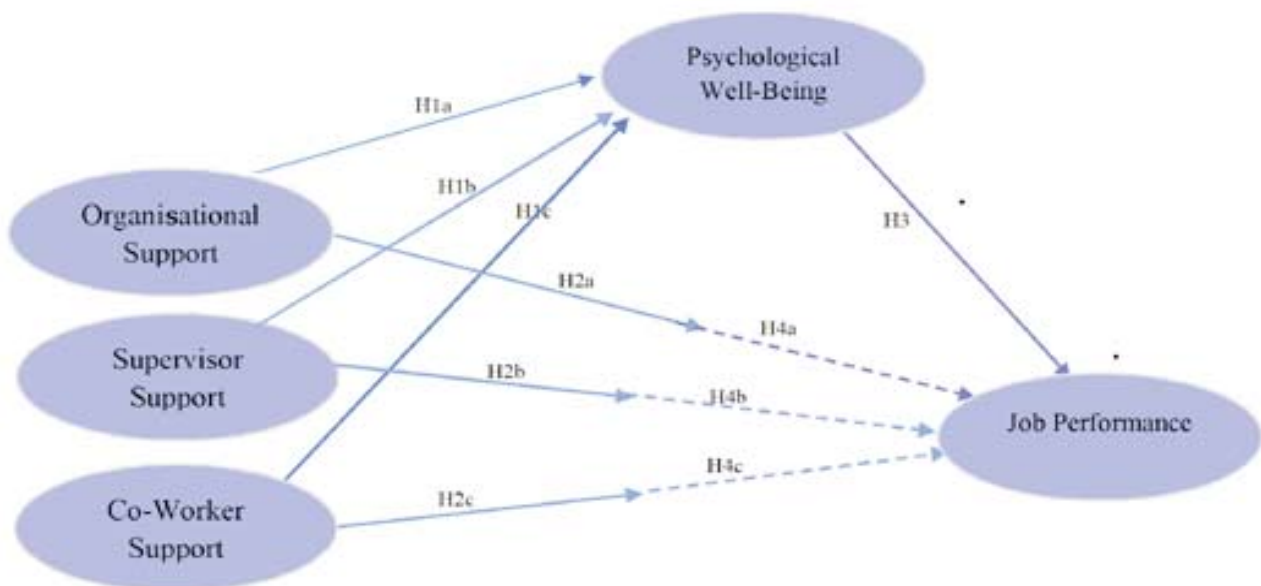 Psychological
Well-Being
H1a
H1b
H1c
Organisational
Support
H3
H2a
H4a
Supervisor
Support
H2b
H4b
Job Performance
H4c
Co-Worker
Support
H2c